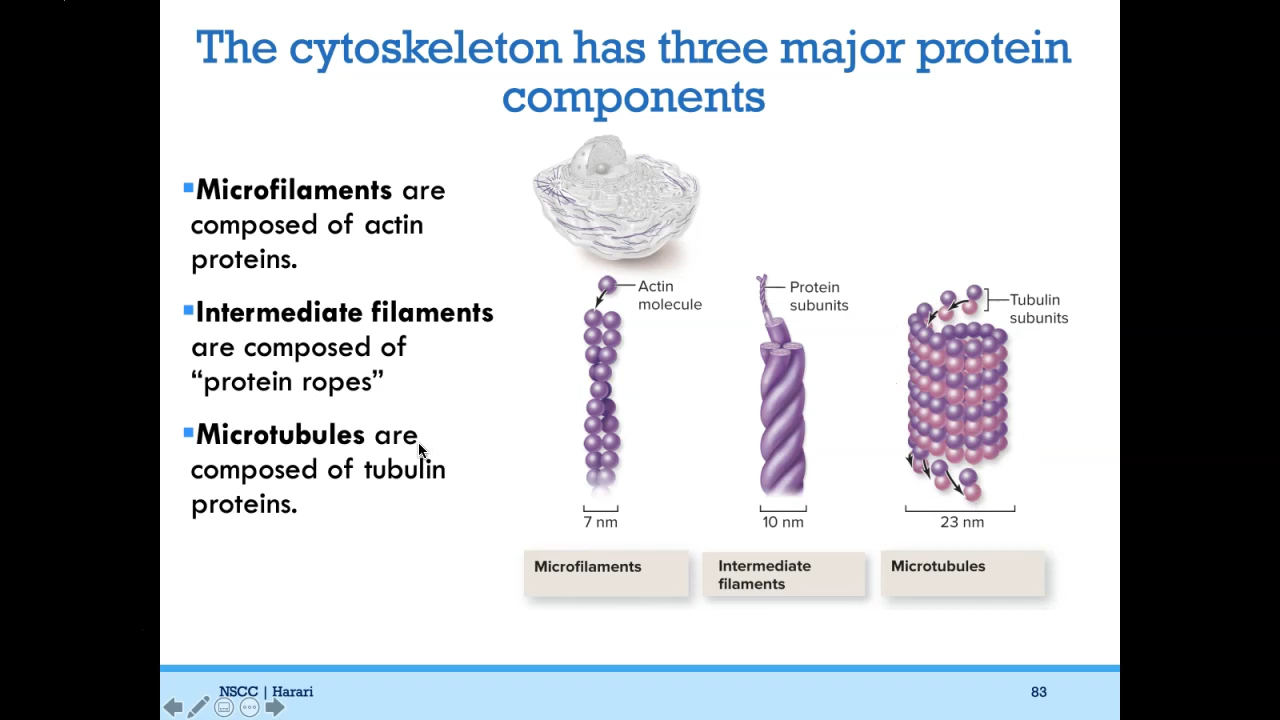 The cytoskeleton has three major protein
components
▪Microfilaments are
composed of actin
proteins.
▪Intermediate filaments
are composed of
“protein ropes”
▪Microtubules are
composed of tubulin
proteins.
Actin
molecule
Protein
subunits
Tubulin
subunits
7 nm
10 nm
23 nm
Microfilaments
Intermediate
filaments
Microtubules
NSCC | Harari
83